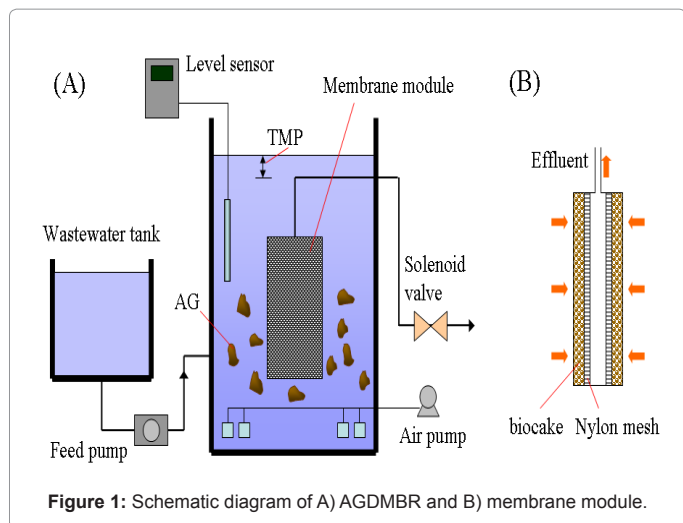 (A)
Level sensor
Membrane module
(B)
TMP
Effluent
Wastewater tank
Solenoid
valve
AG
Feed pump
Air pump
biocake
Nylon mesh
Figure 1: Schematic diagram of A) AGDMBR and B) membrane module.